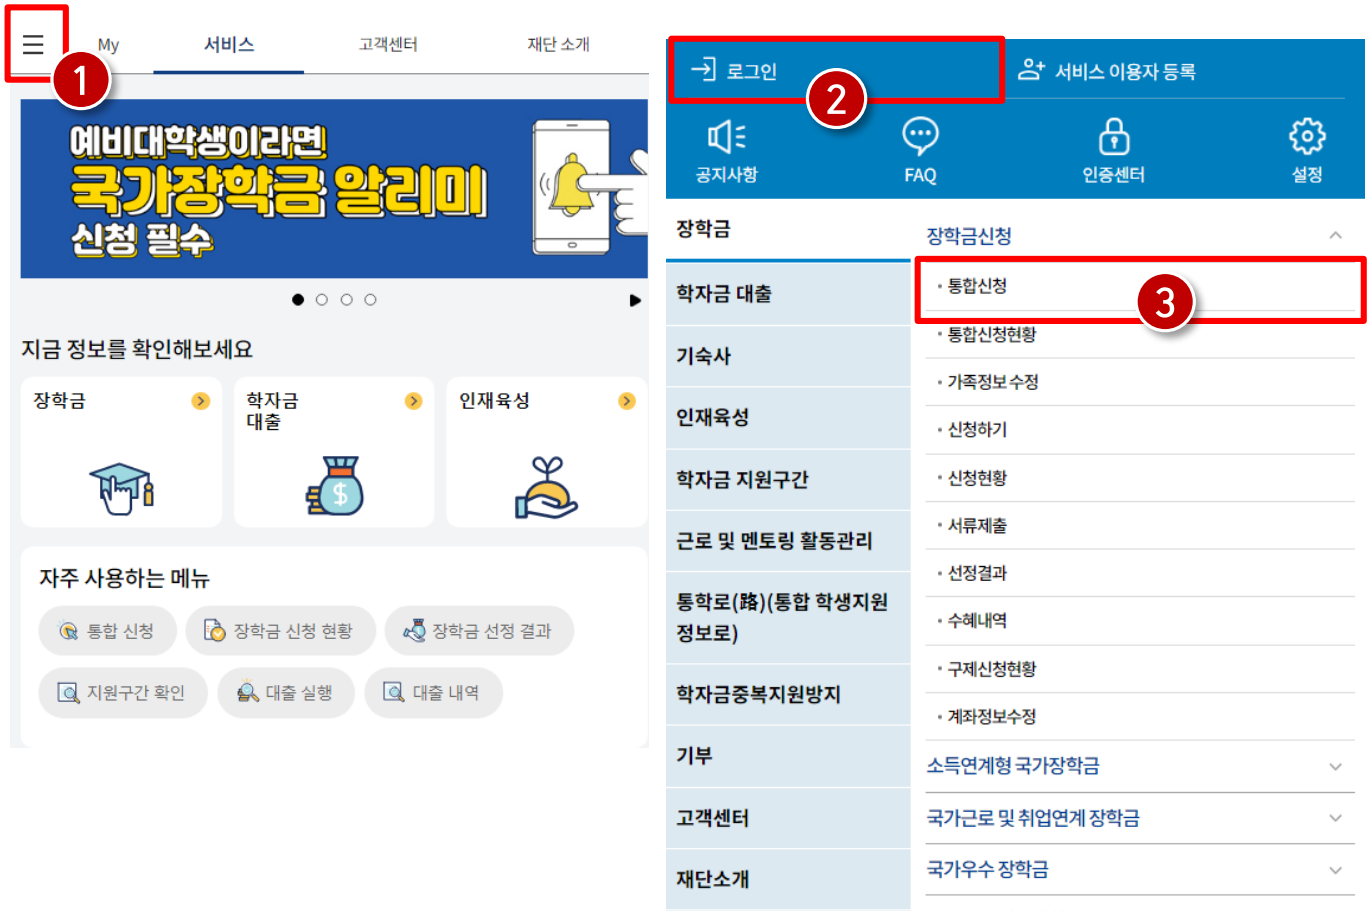 My
서비스
고객센터
재단 소개
1
예비대학생이라면
국가장학금 알리미
신청 필수
지금 정보를 확인해보세요
장학금
학자금
대출
인재육성
$
자주 사용하는 메뉴
통합 신청
장학금 신청 현황
장학금 선정 결과
지원구간 확인
대출 실행
대출 내역
로그인
2
서비스 이용자 등록
공지사항
FAQ
인증센터
설정
장학금
학자금 대출
기숙사
인재육성
학자금 지원구간
근로 및 멘토링 활동관리
통학로(路)(통합 학생지원
정보로)
학자금중복지원방지
기부
고객센터
재단소개
장학금신청
· 통합신청
3
· 통합신청현황
· 가족정보수정
· 신청하기
· 신청현황
· 서류제출
· 선정결과
· 수혜내역
· 구제신청현황
· 계좌정보수정
소득연계형 국가장학금
국가근로 및 취업연계 장학금
국가우수 장학금